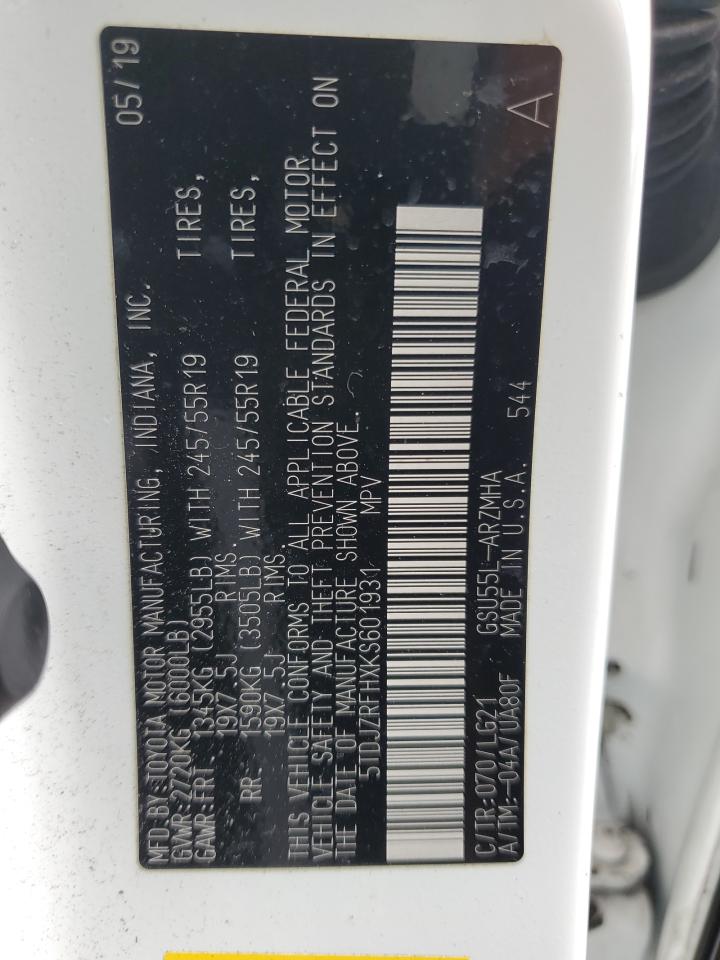 MFD.BY:TOYOTA MOTOR MANUFACTURING, INDIANA, INC. 05/19
GVWR:2720KG (6000LB)
GAWR:FRT 1345KG (2955LB) WITH 245/55R19 TIRES,
19X7.5J RIMS
RR. 1590KG (3505LB) WITH 245/55R19 TIRES,
19X7.5J RIMS
THIS VEHICLE CONFORMS TO ALL APPLICABLE FEDERAL MOTOR
VEHICLE SAFETY AND THEFT PREVENTION STANDARDS IN EFFECT ON
THE DATE OF MANUFACTURE SHOWN ABOVE.
5TDJZRFHXKS601931 MPV
C/TR:070/LG21 GSU55L-ARZMHA
A/TM:-04A/UA80F MADE IN U.S.A. 544 A